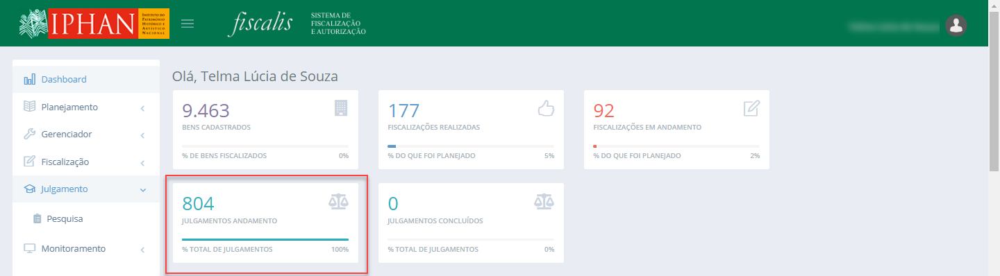 IPHAN
INSTITUTO DO
PATRIMÔNIO
HISTÓRICO E
ARTÍSTICO
NACIONAL
fiscalis
SISTEMA DE
FISCALIZAÇÃO
E AUTORIZAÇÃO
Dashboard
Planejamento
Gerenciador
Fiscalização
Julgamento
Pesquisa
Monitoramento
Olá, Telma Lúcia de Souza
9.463
BENS CADASTRADOS
% DE BENS FISCALIZADOS 0%
177
FISCALIZAÇÕES REALIZADAS
% DO QUE FOI PLANEJADO 5%
92
FISCALIZAÇÕES EM ANDAMENTO
% DO QUE FOI PLANEJADO 2%
804
JULGAMENTOS ANDAMENTO
% TOTAL DE JULGAMENTOS 100%
0
JULGAMENTOS CONCLUÍDOS
% TOTAL DE JULGAMENTOS 0%